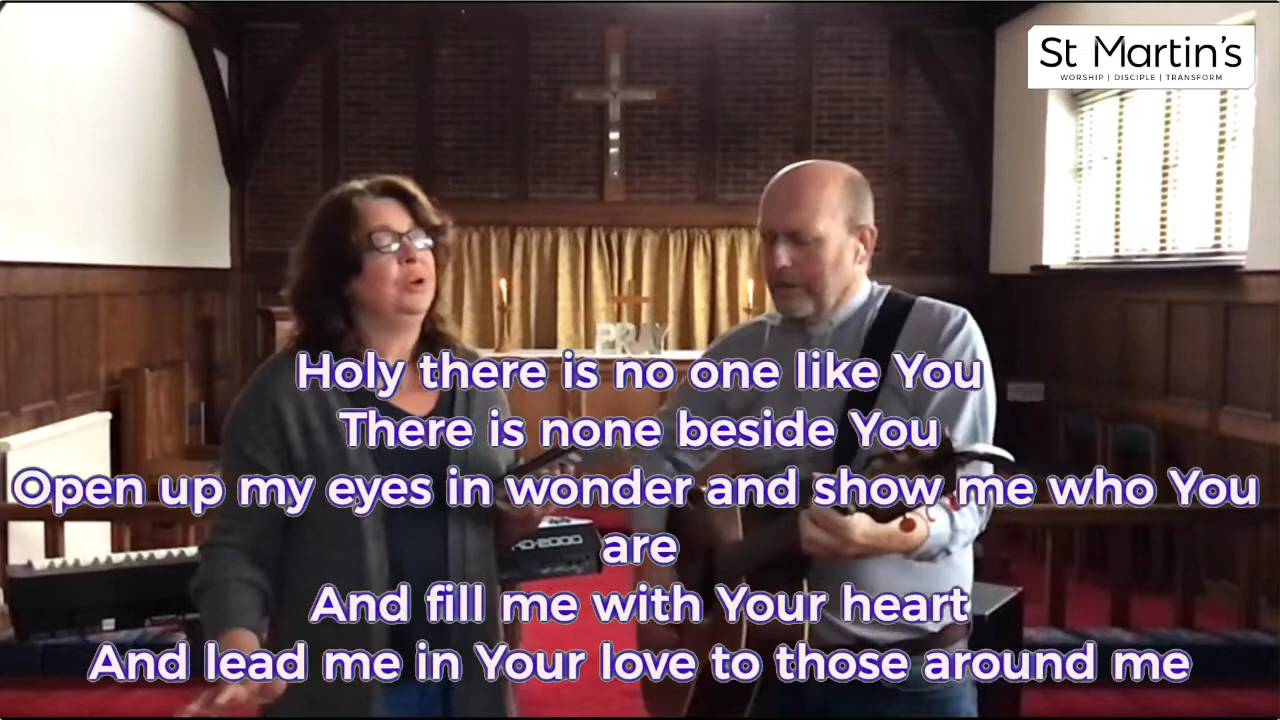 St Martin's
WORSHIP | DISCIPLE | TRANSFORM
PRAY
Holy there is no one like You
There is none beside You
Open up my eyes in wonder and show me who You
are
And fill me with Your heart
And lead me in Your love to those around me